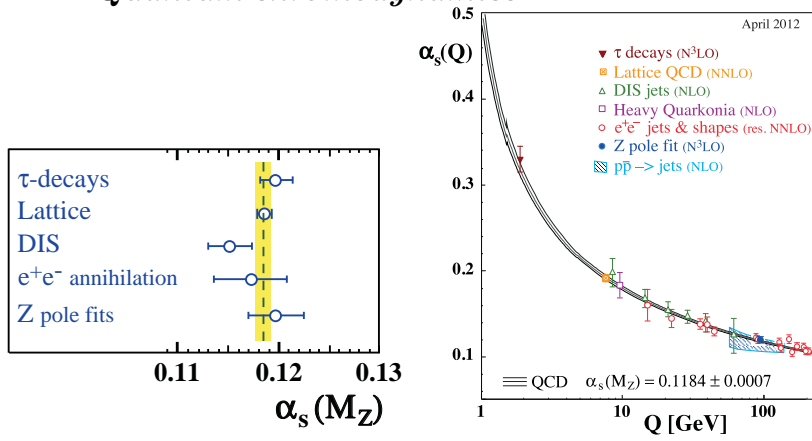 τ-decays
Lattice
DIS
e⁺e⁻ annihilation
Z pole fits
0.11 0.12 0.13
αs(MZ)
0.5
April 2012
αs(Q)
τ decays (N³LO)
Lattice QCD (NNLO)
DIS jets (NLO)
Heavy Quarkonia (NLO)
e⁺e⁻ jets & shapes (res. NNLO)
Z pole fit (N³LO)
pp̄ –> jets (NLO)
0.4
0.3
0.2
0.1
QCD αs(MZ) = 0.1184 ± 0.0007
1 10 100
Q [GeV]